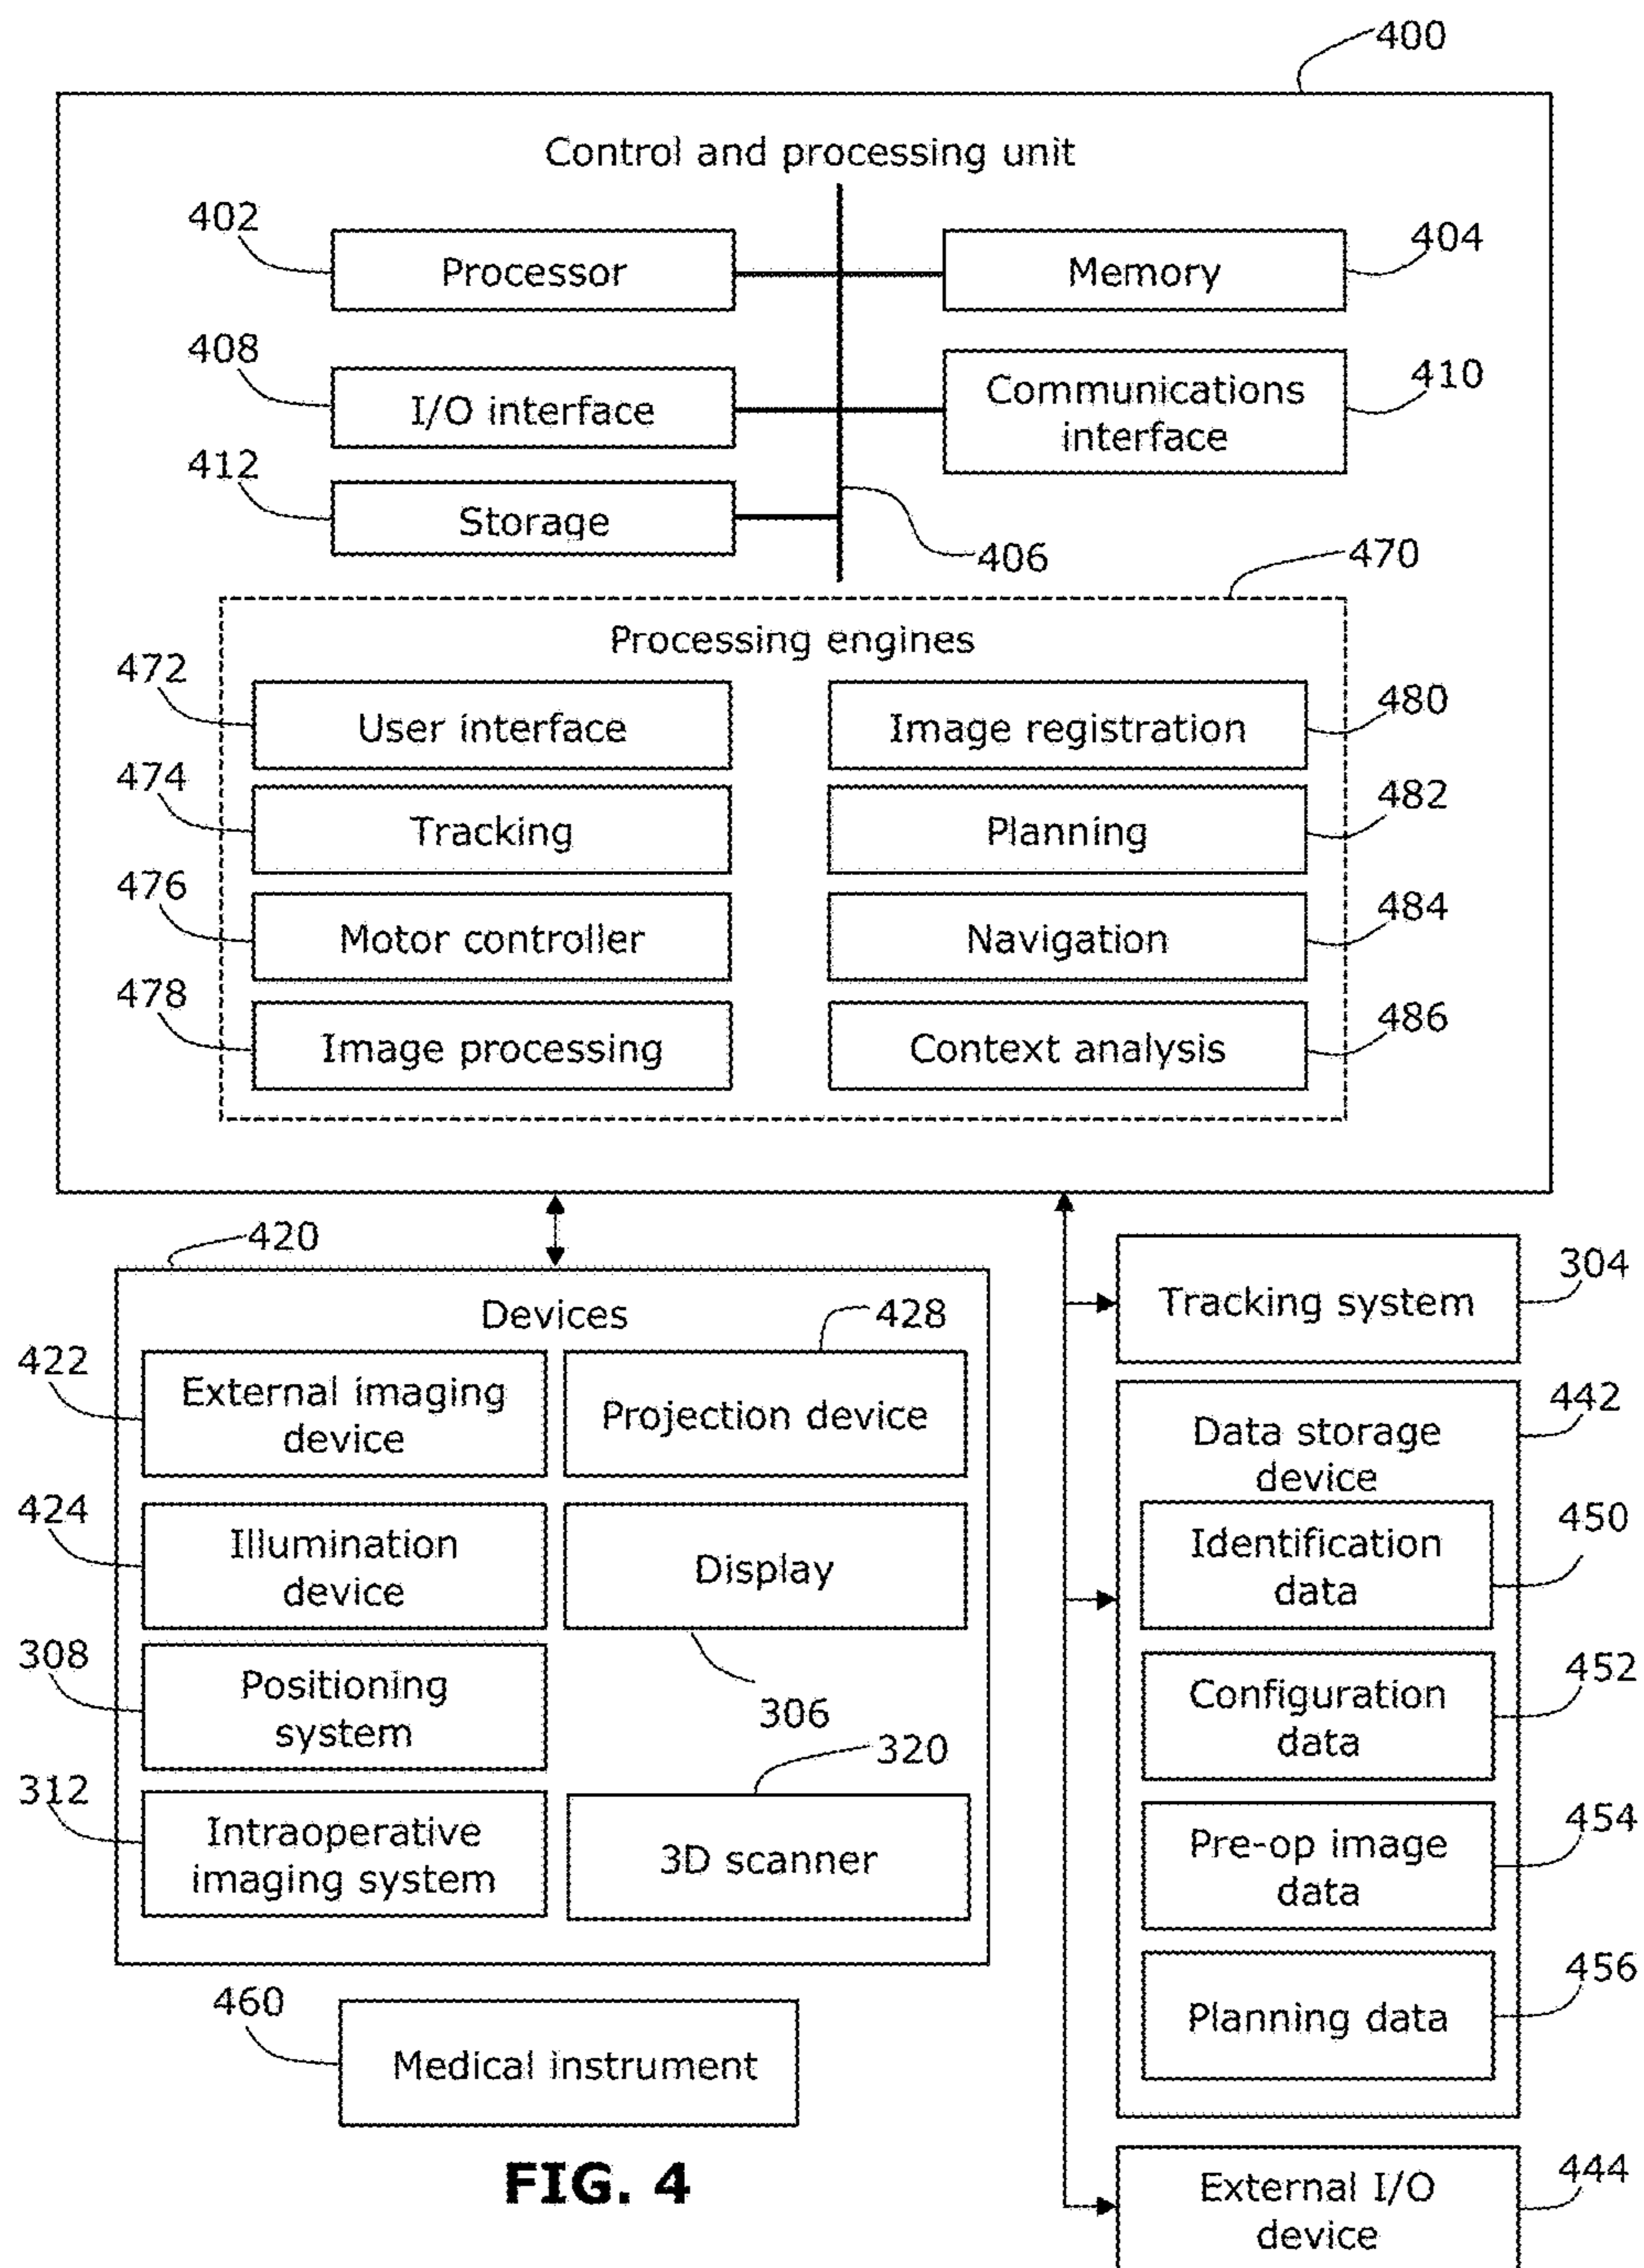 400
Control and processing unit
402
Processor
Memory
404
408
I/O interface
Communications
interface
410
412
Storage
406
470
Processing engines
472
User interface
Image registration
480
474
Tracking
Planning
482
476
Motor controller
Navigation
484
478
Image processing
Context analysis
486
420
Devices
428
422
External imaging
device
Projection device
424
Illumination
device
Display
306
308
Positioning
system
320
312
Intraoperative
imaging system
3D scanner
460
Medical instrument
Tracking system
304
442
Data storage
device
450
Identification
data
452
Configuration
data
454
Pre-op image
data
456
Planning data
444
External I/O
device
FIG. 4